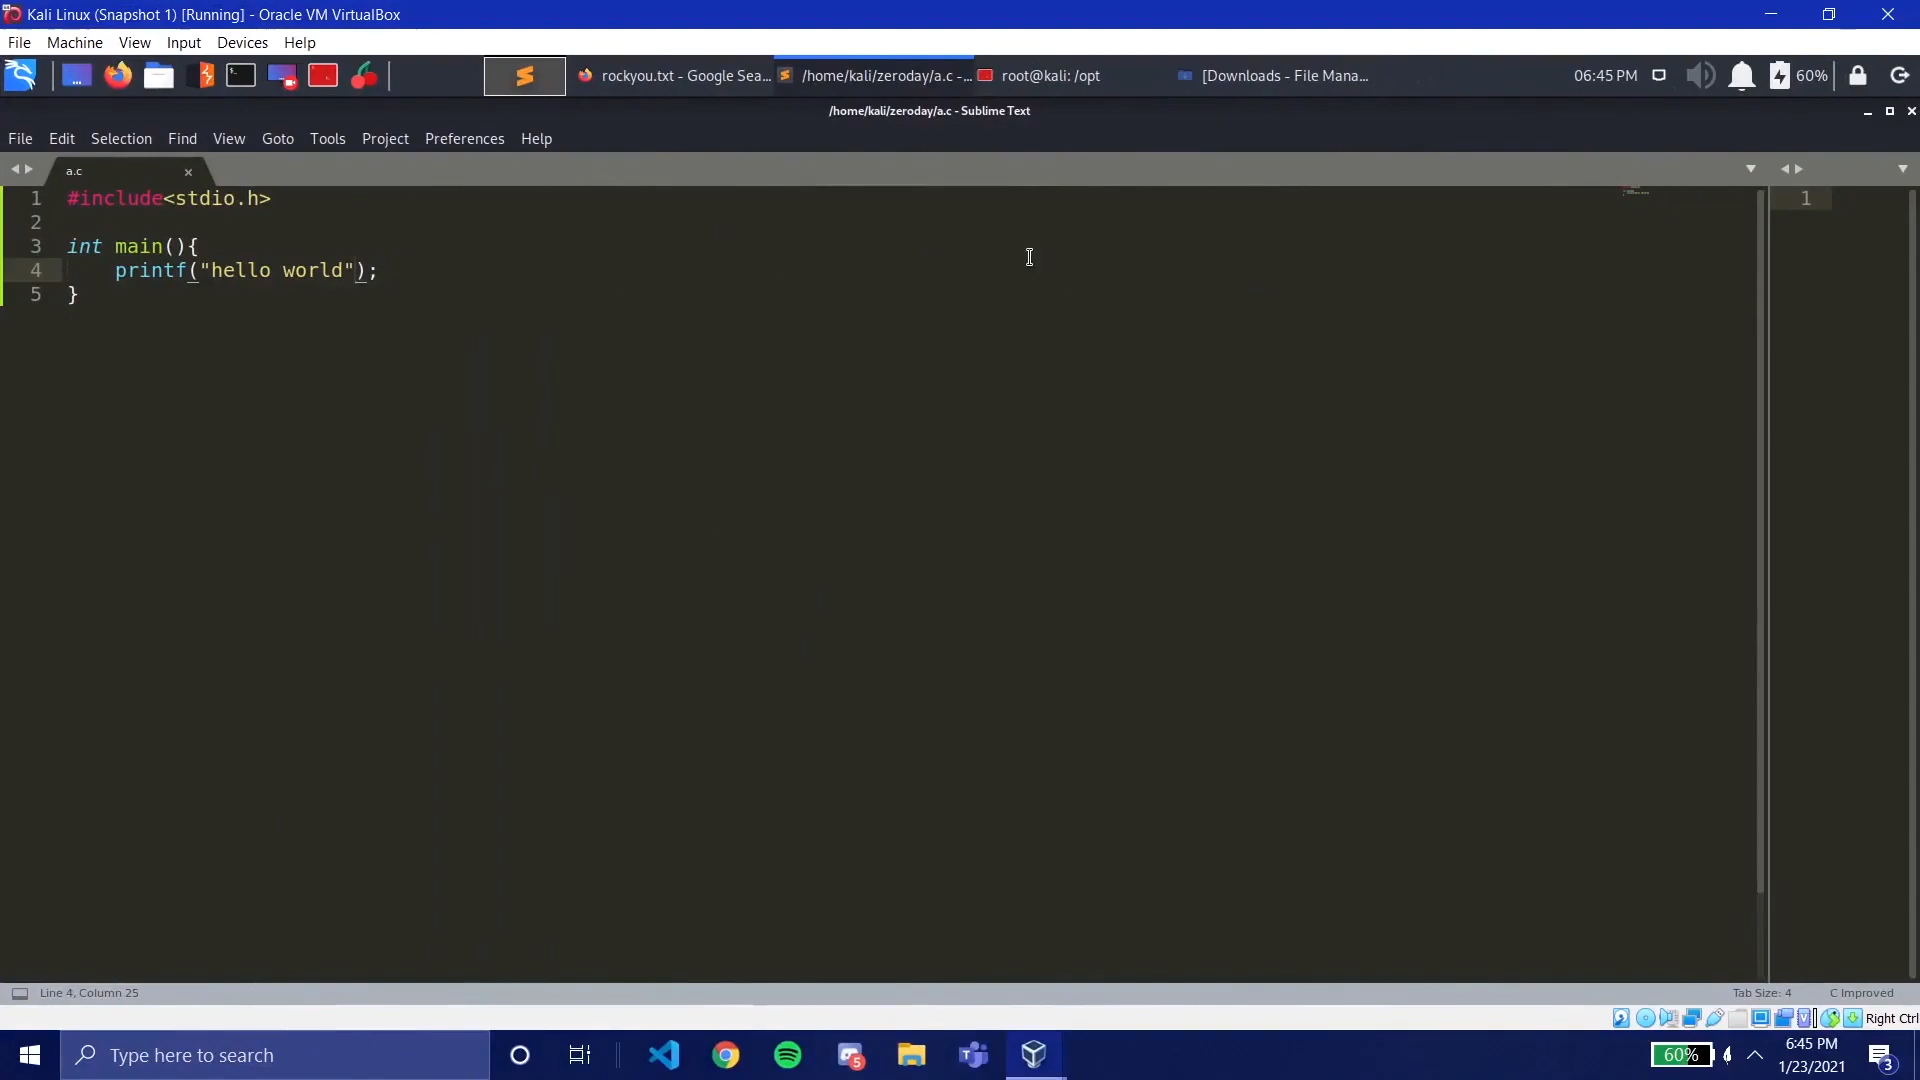 Kali Linux (Snapshot 1) [Running] - Oracle VM VirtualBox
File Machine View Input Devices Help
rockyou.txt - Google Sea... /home/kali/zeroday/a.c -... root@kali: /opt [Downloads - File Mana... 06:45 PM 60%
/home/kali/zeroday/a.c - Sublime Text
File Edit Selection Find View Goto Tools Project Preferences Help
a.c
1 #include<stdio.h> 1
2
3 int main(){
4 printf("hello world");
5 }
Line 4, Column 25 Tab Size: 4 C Improved
Right Ctrl
Type here to search 5 60% 6:45 PM
1/23/2021 3